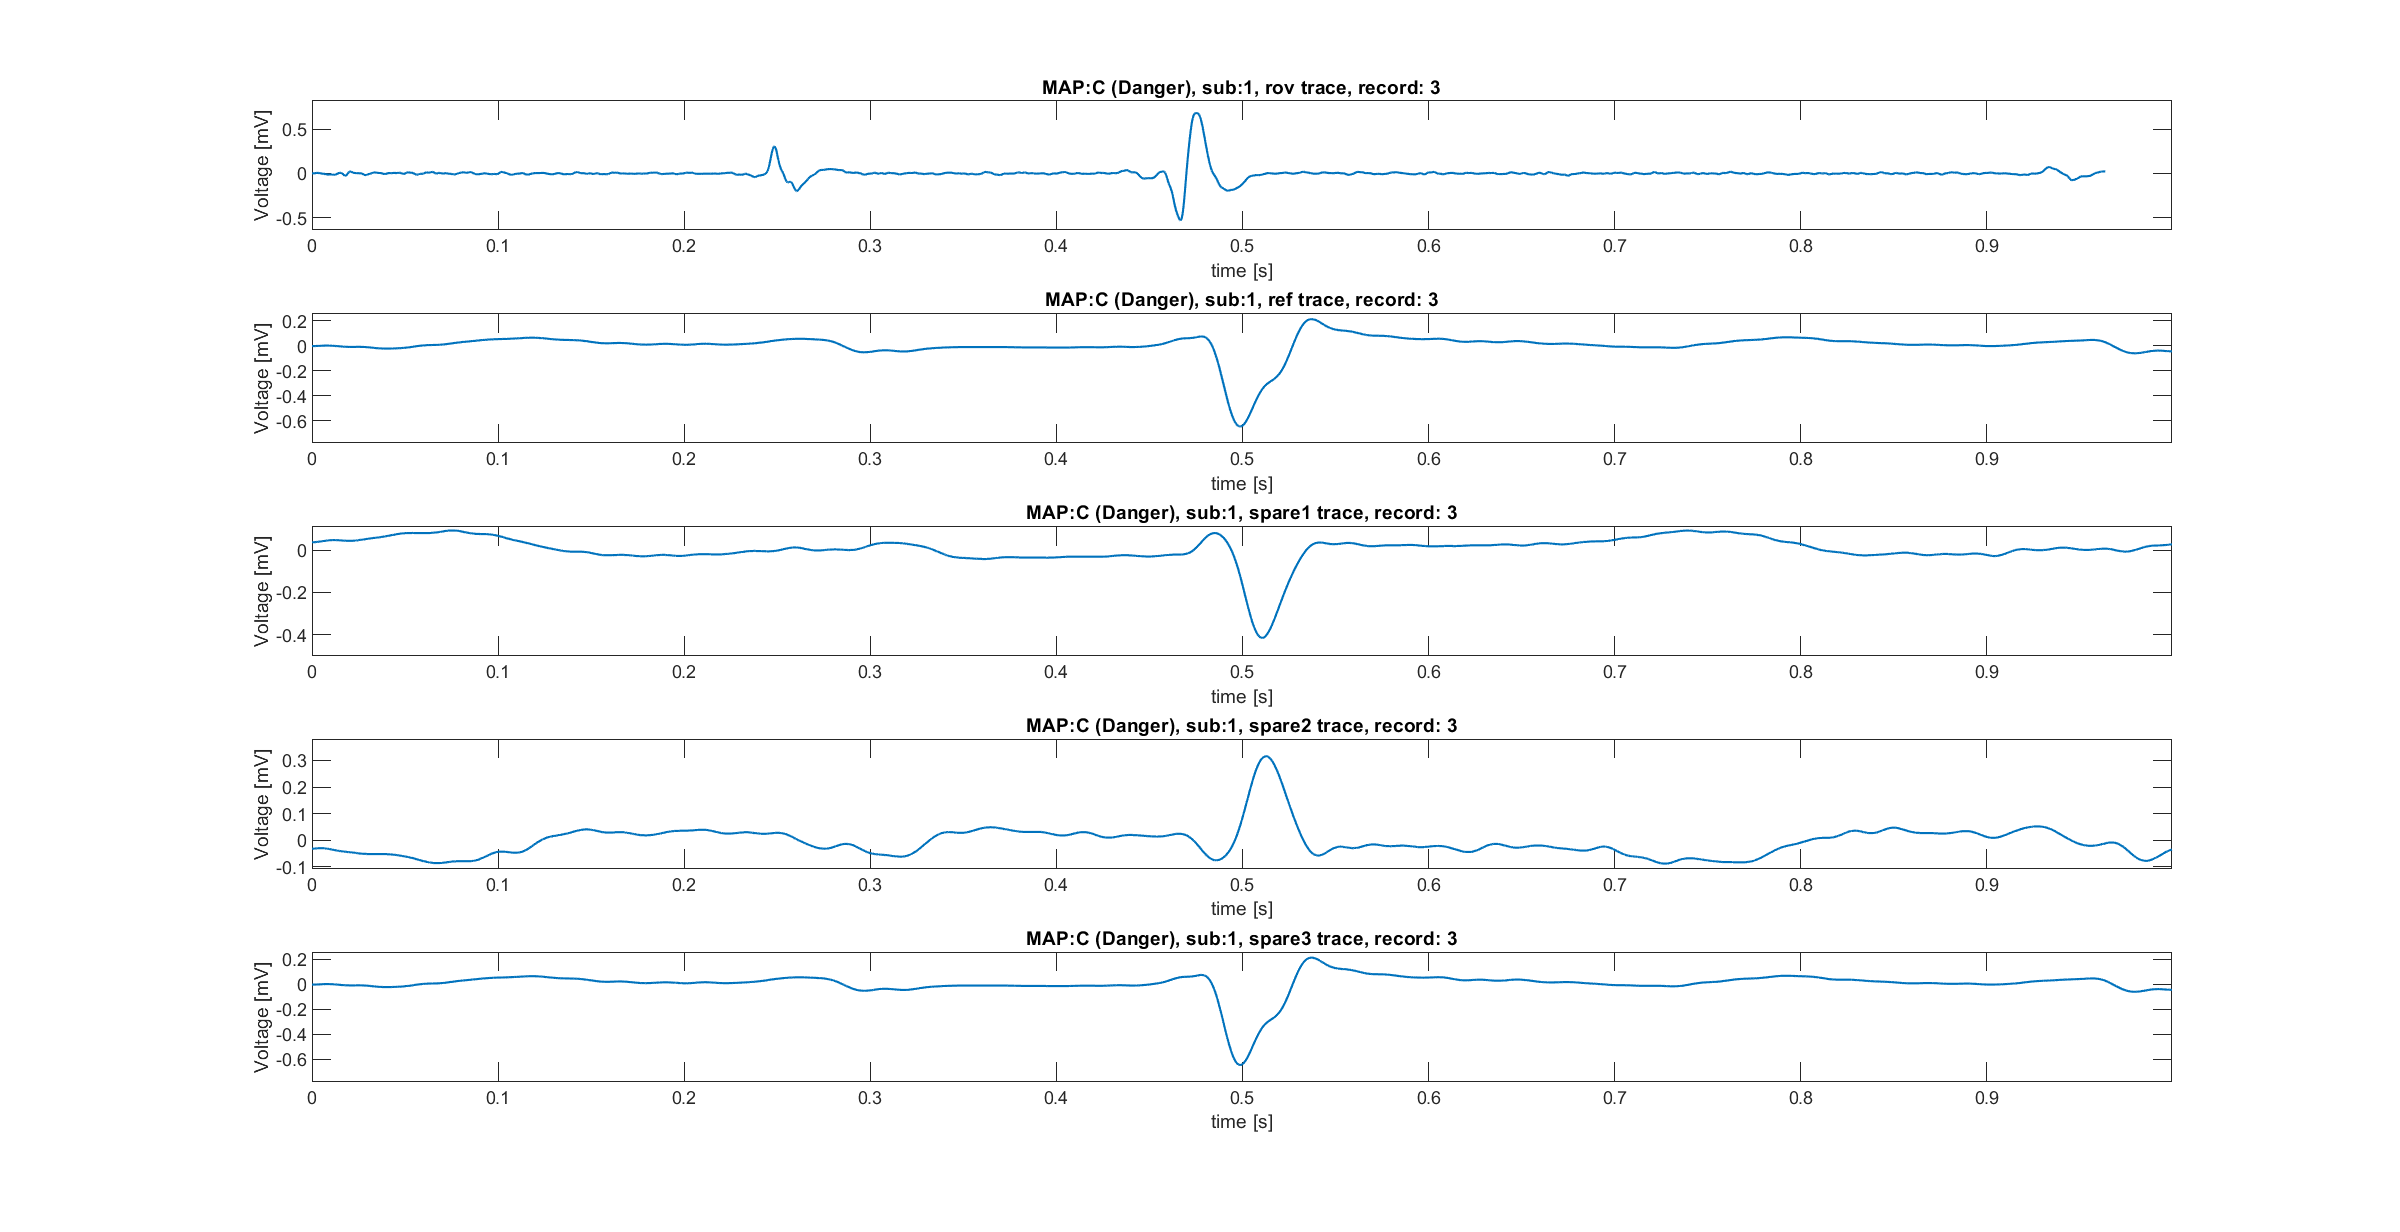 MAP:C (Danger), sub:1, rov trace, record: 3
Voltage [mV]
0.5
0
-0.5
0 0.1 0.2 0.3 0.4 0.5 0.6 0.7 0.8 0.9
time [s]
MAP:C (Danger), sub:1, ref trace, record: 3
Voltage [mV]
0.2
0
-0.2
-0.4
-0.6
0 0.1 0.2 0.3 0.4 0.5 0.6 0.7 0.8 0.9
time [s]
MAP:C (Danger), sub:1, spare1 trace, record: 3
Voltage [mV]
0
-0.2
-0.4
0 0.1 0.2 0.3 0.4 0.5 0.6 0.7 0.8 0.9
time [s]
MAP:C (Danger), sub:1, spare2 trace, record: 3
Voltage [mV]
0.3
0.2
0.1
0
-0.1
0 0.1 0.2 0.3 0.4 0.5 0.6 0.7 0.8 0.9
time [s]
MAP:C (Danger), sub:1, spare3 trace, record: 3
Voltage [mV]
0.2
0
-0.2
-0.4
-0.6
0 0.1 0.2 0.3 0.4 0.5 0.6 0.7 0.8 0.9
time [s]